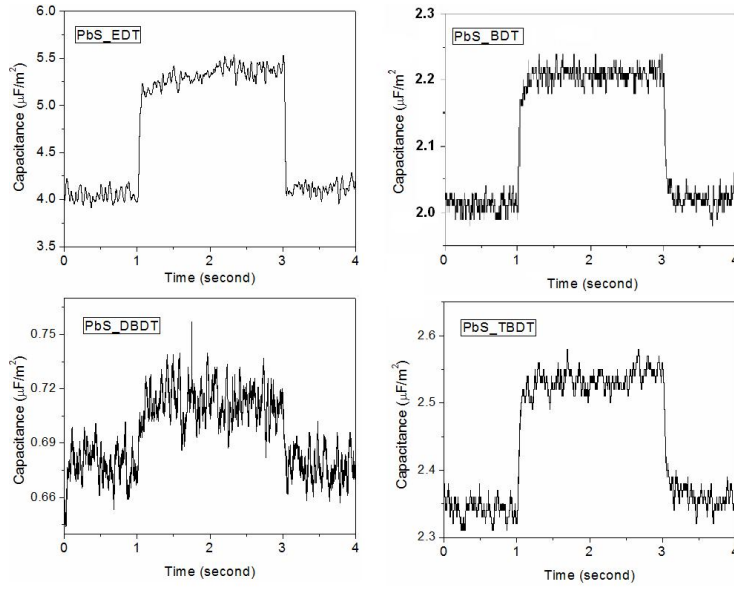 PbS_EDT
Capacitance (μF/m²)
6.0
5.5
5.0
4.5
4.0
3.5
0 1 2 3 4
Time (second)
PbS_BDT
Capacitance (μF/m²)
2.3
2.2
2.1
2.0
0 1 2 3 4
Time (second)
PbS_DBDT
Capacitance (μF/m²)
0.75
0.72
0.69
0.66
0 1 2 3 4
Time (second)
PbS_TBDT
Capacitance (μF/m²)
2.6
2.5
2.4
2.3
0 1 2 3 4
Time (second)